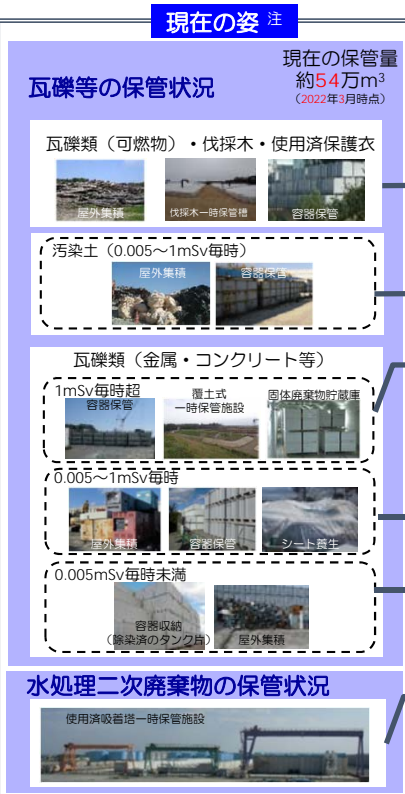 現在の姿 注
瓦礫等の保管状況
現在の保管量
約54万m³
（2022年3月時点）
瓦礫類（可燃物）・伐採木・使用済保護衣
屋外集積
伐採木一時保管槽
容器保管
汚染土（0.005～1mSv毎時）
屋外集積
容器保管
瓦礫類（金属・コンクリート等）
1mSv毎時超
容器保管
覆土式
一時保管施設
固体廃棄物貯蔵庫
0.005～1mSv毎時
屋外集積
容器保管
シート養生
0.005mSv毎時未満
容器収納
（除染済のタンク片）
屋外集積
水処理二次廃棄物の保管状況
使用済吸着塔一時保管施設